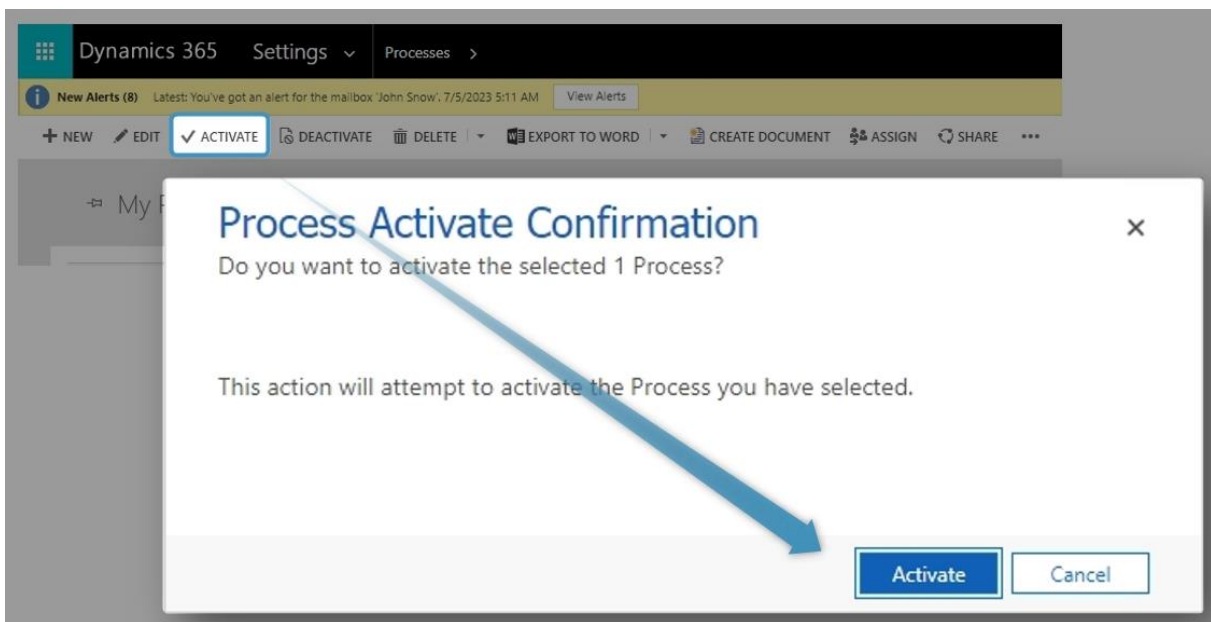 Dynamics 365 Settings Processes >
New Alerts (8) Latest: You've got an alert for the mailbox 'John Snow'. 7/5/2023 5:11 AM View Alerts
+ NEW EDIT ✓ ACTIVATE DEACTIVATE DELETE EXPORT TO WORD CREATE DOCUMENT ASSIGN SHARE •••
My
Process Activate Confirmation
Do you want to activate the selected 1 Process?
This action will attempt to activate the Process you have selected.
Activate Cancel